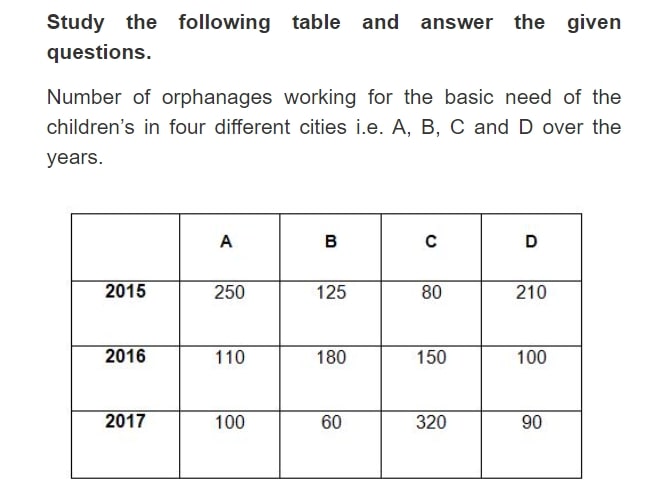 Study the following table and answer the given
questions.
Number of orphanages working for the basic need of the
children’s in four different cities i.e. A, B, C and D over the
years.
A B C D
2015 250 125 80 210
2016 110 180 150 100
2017 100 60 320 90